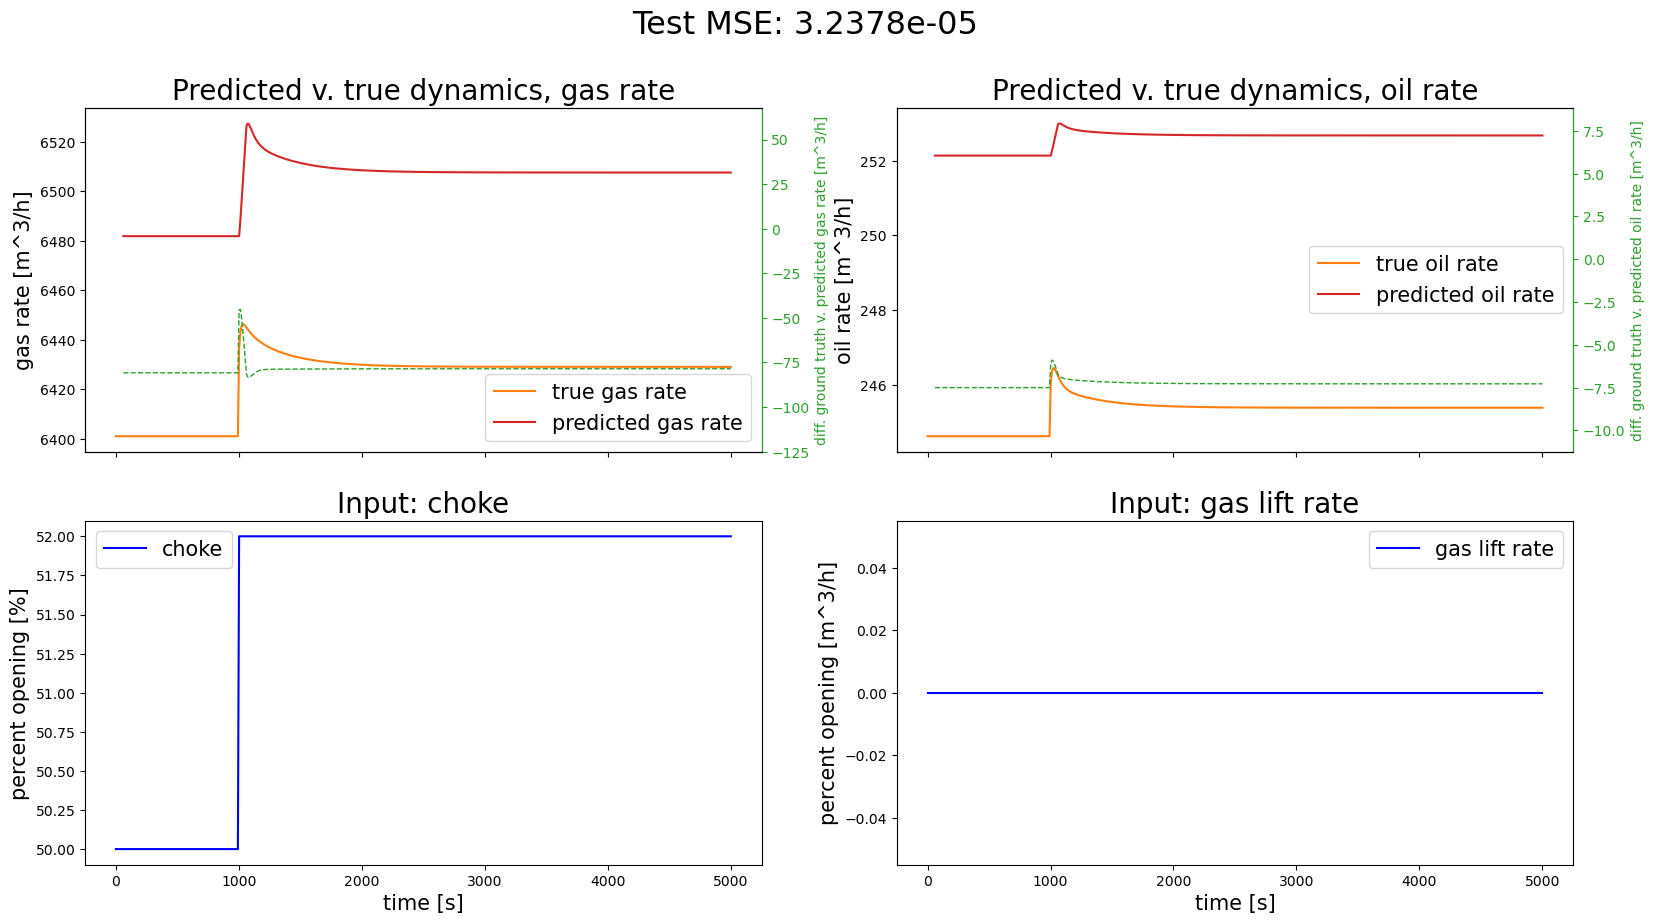 Test MSE: 3.2378e-05
Predicted v. true dynamics, gas rate
gas rate [m^3/h]
6520
6500
6480
6460
6440
6420
6400
50
25
0
−25
−50
−75
−100
−125
diff. ground truth v. predicted gas rate [m^3/h]
true gas rate
predicted gas rate
Predicted v. true dynamics, oil rate
oil rate [m^3/h]
252
250
248
246
7.5
5.0
2.5
0.0
−2.5
−5.0
−7.5
−10.0
diff. ground truth v. predicted oil rate [m^3/h]
true oil rate
predicted oil rate
Input: choke
percent opening [%]
52.00
51.75
51.50
51.25
51.00
50.75
50.50
50.25
50.00
choke
0
1000
2000
3000
4000
5000
time [s]
Input: gas lift rate
percent opening [m^3/h]
0.04
0.02
0.00
−0.02
−0.04
gas lift rate
0
1000
2000
3000
4000
5000
time [s]